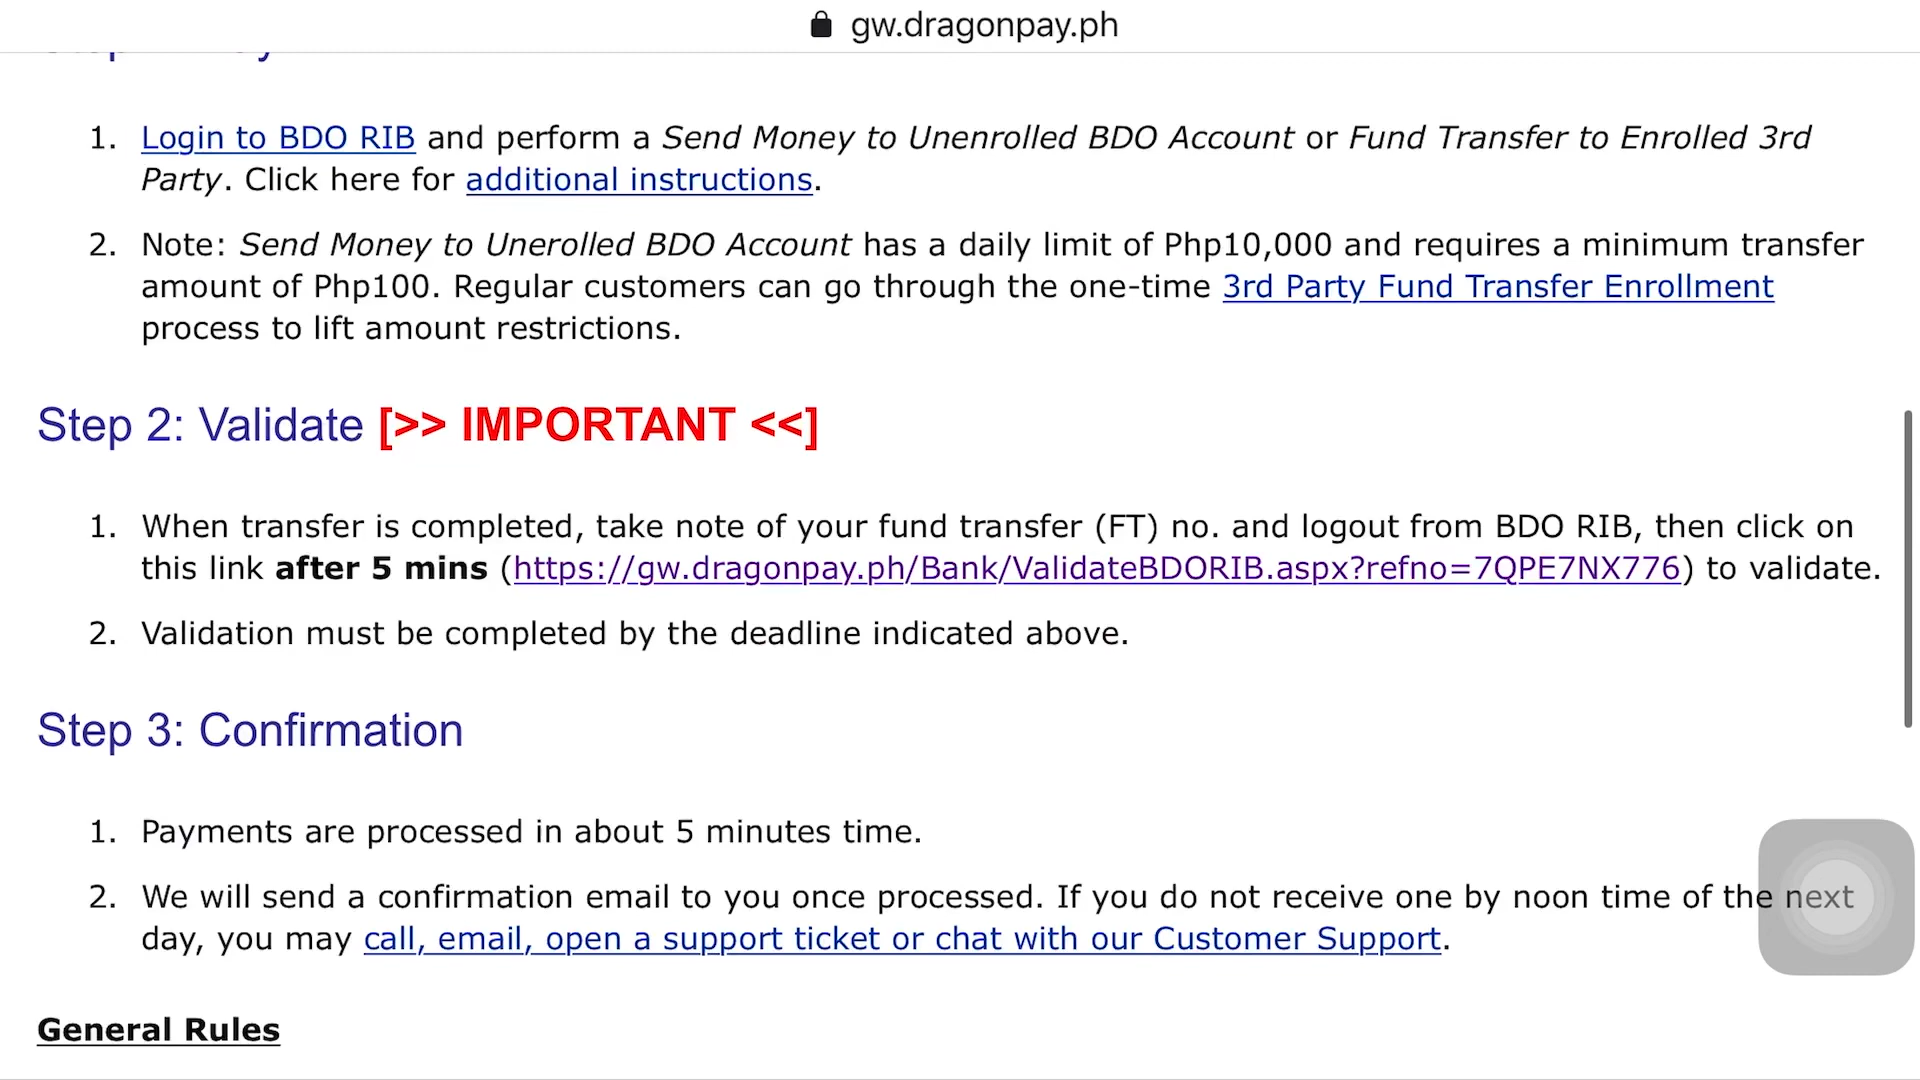 gw.dragonpay.ph
1. Login to BDO RIB and perform a Send Money to Unenrolled BDO Account or Fund Transfer to Enrolled 3rd
Party. Click here for additional instructions.
2. Note: Send Money to Unerolled BDO Account has a daily limit of Php10,000 and requires a minimum transfer
amount of Php100. Regular customers can go through the one-time 3rd Party Fund Transfer Enrollment
process to lift amount restrictions.
Step 2: Validate [>> IMPORTANT <<]
1. When transfer is completed, take note of your fund transfer (FT) no. and logout from BDO RIB, then click on
this link after 5 mins (https://gw.dragonpay.ph/Bank/ValidateBDORIB.aspx?refno=7QPE7NX776) to validate.
2. Validation must be completed by the deadline indicated above.
Step 3: Confirmation
1. Payments are processed in about 5 minutes time.
2. We will send a confirmation email to you once processed. If you do not receive one by noon time of the next
day, you may call, email, open a support ticket or chat with our Customer Support.
General Rules